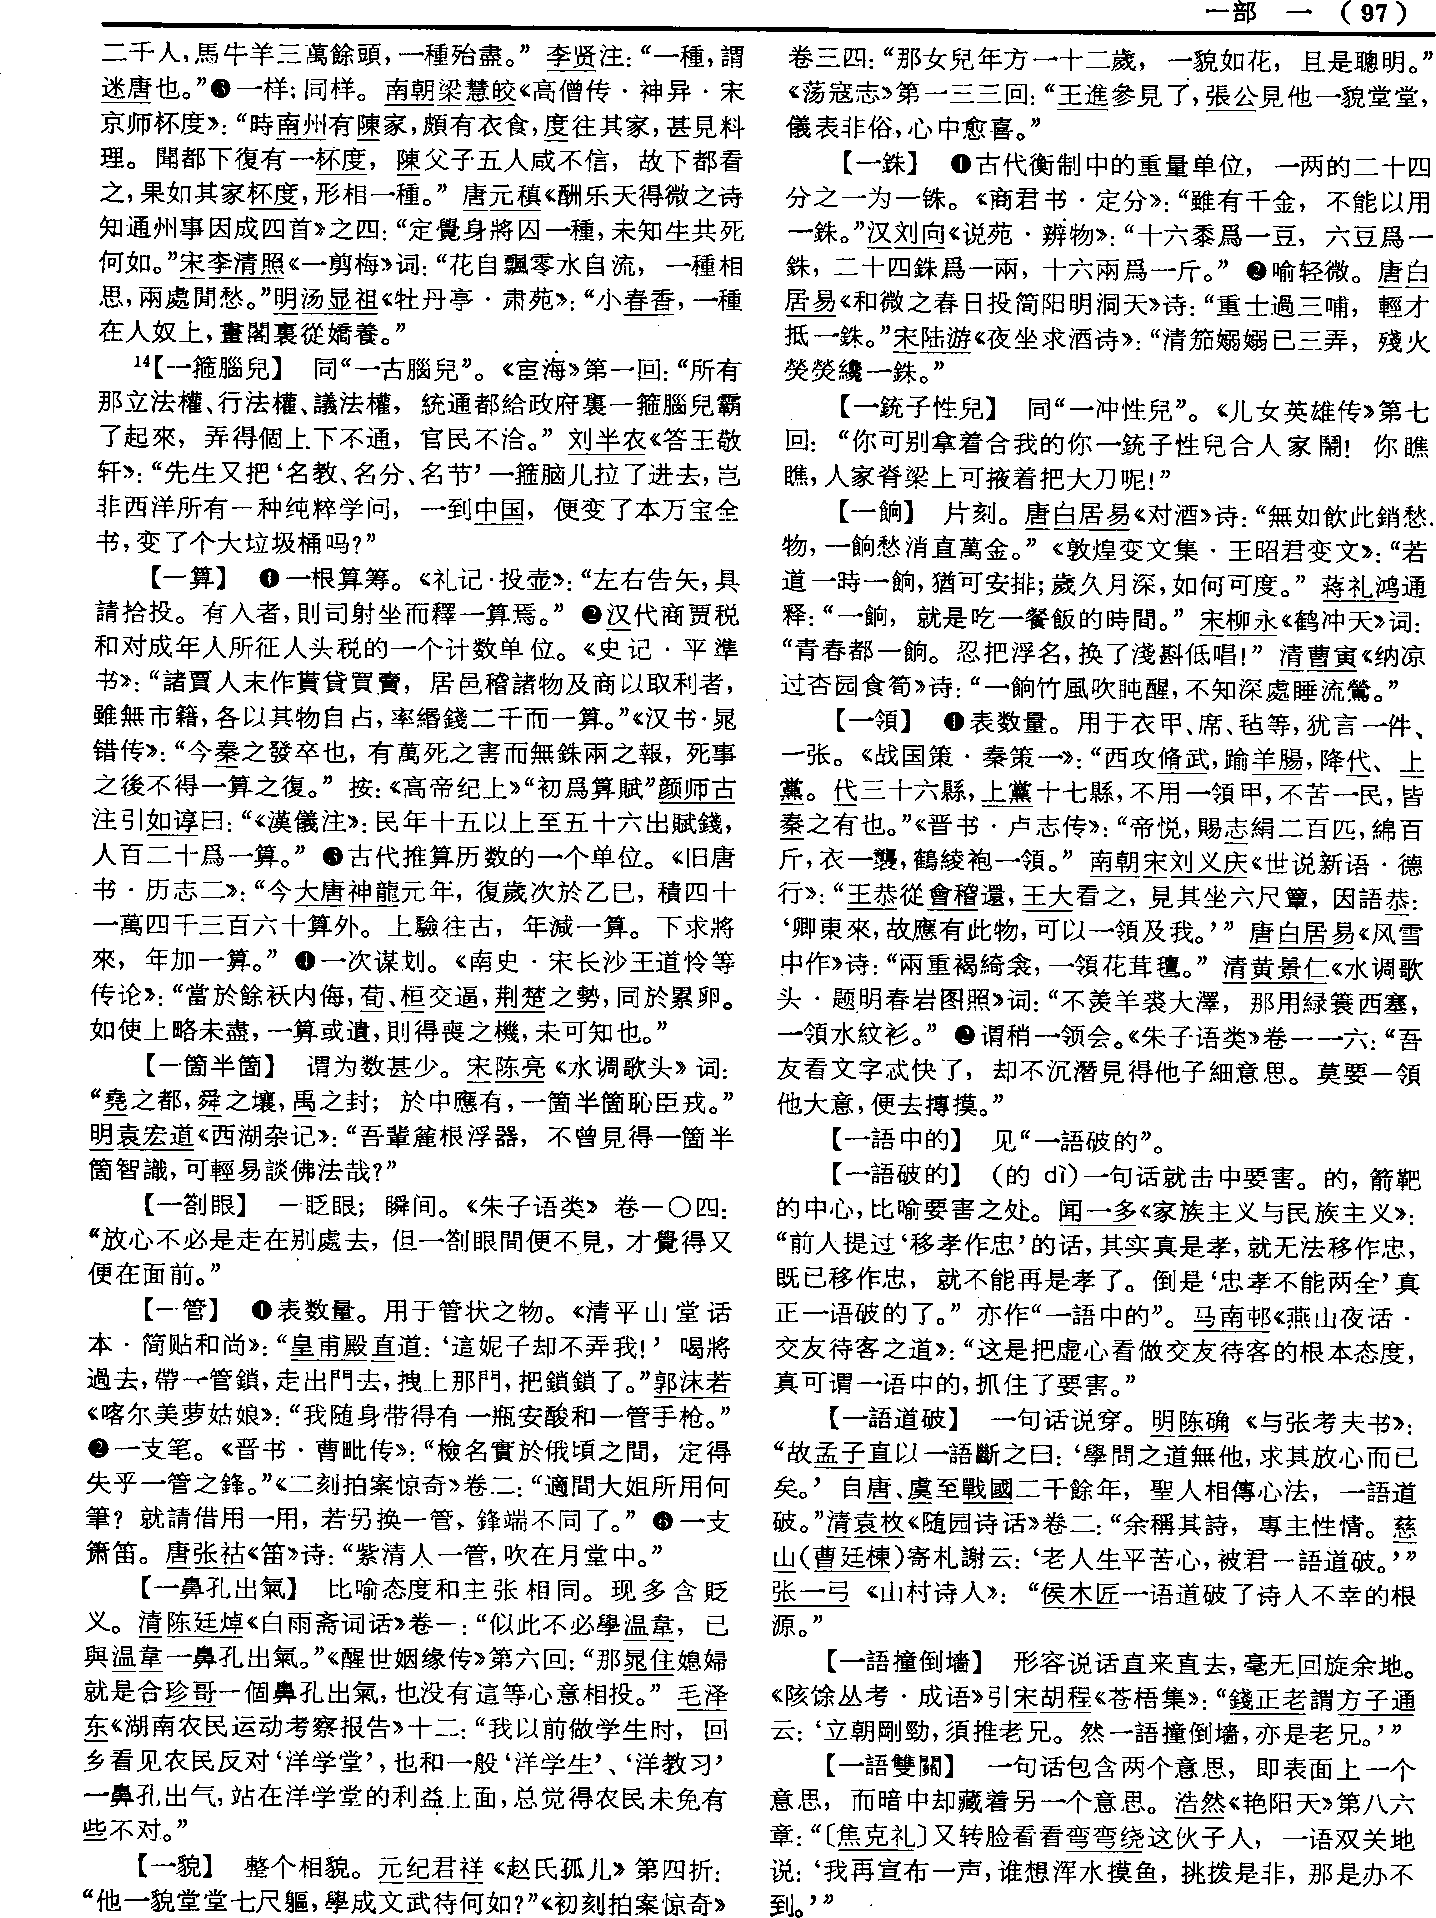 一部 一 （97）
二千人，馬牛羊三萬餘頭，一種殆盡。”李贤注：“一種，謂
迷唐也。”❸一样；同样。南朝梁慧皎《高僧传·神异·宋
京师杯度》：“時南州有陳家，頗有衣食，度往其家，甚見料
理。聞都下復有一杯度，陳父子五人咸不信，故下都看
之，果如其家杯度，形相一種。”唐元稹《酬乐天得微之诗
知通州事因成四首》之四：“定覺身將囚一種，未知生共死
何如。”宋李清照《一剪梅》词：“花自飄零水自流，一種相
思，兩處閒愁。”明汤显祖《牡丹亭·肃苑》：“小春香，一種
在人奴上，畫閣裏從嬌養。”
14【一箍腦兒】 同“一古腦兒”。《宦海》第一回：“所有
那立法權、行法權、議法權，統通都給政府裏一箍腦兒霸
了起來，弄得個上下不通，官民不洽。”刘半农《答王敬
轩》：“先生又把‘名教、名分、名节’一箍脑儿拉了进去，岂
非西洋所有一种纯粹学问，一到中国，便变了本万宝全
书，变了个大垃圾桶吗？”
【一算】 ❶一根算筹。《礼记·投壶》：“左右告矢，具
請拾投。有入者，則司射坐而釋一算焉。”❷汉代商贾税
和对成年人所征人头税的一个计数单位。《史记·平準
书》：“諸賈人末作貰貸買賣，居邑稽諸物及商以取利者，
雖無市籍，各以其物自占，率緡錢二千而一算。”《汉书·晁
错传》：“今秦之發卒也，有萬死之害而無銖兩之報，死事
之後不得一算之復。”按：《高帝纪上》“初爲算賦”颜师古
注引如淳曰：“《漢儀注》：民年十五以上至五十六出賦錢，
人百二十爲一算。”❸古代推算历数的一个单位。《旧唐
书·历志二》：“今大唐神龍元年，復歲次於乙巳，積四十
一萬四千三百六十算外。上驗往古，年減一算。下求將
來，年加一算。”❹一次谋划。《南史·宋长沙王道怜等
传论》：“當於餘祅内侮，荀、桓交逼，荆楚之勢，同於累卵。
如使上略未盡，一算或遺，則得喪之機，未可知也。”
【一箇半箇】 谓为数甚少。宋陈亮《水调歌头》词：
“堯之都，舜之壤，禹之封；於中應有，一箇半箇恥臣戎。”
明袁宏道《西湖杂记》：“吾輩麓根浮器，不曾見得一箇半
箇智識，可輕易談佛法哉？”
【一劄眼】 一眨眼；瞬间。《朱子语类》卷一〇四：
“放心不必是走在别處去，但一劄眼間便不見，才覺得又
便在面前。”
【一管】 ❶表数量。用于管状之物。《清平山堂话
本·简贴和尚》：“皇甫殿直道：‘這妮子却不弄我！’喝將
過去，帶一管鎖，走出門去，拽上那門，把鎖鎖了。”郭沫若
《喀尔美萝姑娘》：“我随身带得有一瓶安酸和一管手枪。”
❷一支笔。《晋书·曹毗传》：“檢名實於俄頃之間，定得
失乎一管之鋒。”《二刻拍案惊奇》卷二：“適間大姐所用何
筆？就請借用一用，若另换一管，鋒端不同了。”❸一支
箫笛。唐张祜《笛》诗：“紫清人一管，吹在月堂中。”
【一鼻孔出氣】 比喻态度和主张相同。现多含贬
义。清陈廷焯《白雨斋词话》卷一：“似此不必學温韋，已
與温韋一鼻孔出氣。”《醒世姻缘传》第六回：“那晁住媳婦
就是合珍哥一個鼻孔出氣，也没有這等心意相投。”毛泽
东《湖南农民运动考察报告》十二：“我以前做学生时，回
乡看见农民反对‘洋学堂’，也和一般‘洋学生’、‘洋教习’
一鼻孔出气，站在洋学堂的利益上面，总觉得农民未免有
些不对。”
【一貌】 整个相貌。元纪君祥《赵氏孤儿》第四折：
“他一貌堂堂七尺軀，學成文武待何如？”《初刻拍案惊奇》
卷三四：“那女兒年方一十二歲，一貌如花，且是聰明。”
《荡寇志》第一三三回：“王進參見了，張公見他一貌堂堂，
儀表非俗，心中愈喜。”
【一銖】 ❶古代衡制中的重量单位，一两的二十四
分之一为一铢。《商君书·定分》：“雖有千金，不能以用
一銖。”汉刘向《说苑·辨物》：“十六黍爲一豆，六豆爲一
銖，二十四銖爲一兩，十六兩爲一斤。”❷喻轻微。唐白
居易《和微之春日投简阳明洞天》诗：“重士過三哺，輕才
抵一銖。”宋陆游《夜坐求酒诗》：“清笳嫋嫋已三弄，殘火
熒熒纔一銖。”
【一銃子性兒】 同“一冲性兒”。《儿女英雄传》第七
回：“你可别拿着合我的你一銃子性兒合人家鬧！你瞧
瞧，人家脊梁上可掖着把大刀呢！”
【一餉】 片刻。唐白居易《对酒》诗：“無如飲此銷愁
物，一餉愁消直萬金。”《敦煌变文集·王昭君变文》：“若
道一時一餉，猶可安排；歲久月深，如何可度。”蒋礼鸿通
释：“一餉，就是吃一餐飯的時間。”宋柳永《鹤冲天》词：
“青春都一餉。忍把浮名，换了淺斟低唱！”清曹寅《纳凉
过杏园食筍》诗：“一餉竹風吹盹醒，不知深處睡流鶯。”
【一領】 ❶表数量。用于衣甲、席、毡等，犹言一件、
一张。《战国策·秦策一》：“西攻脩武，踰羊腸，降代、上
黨。代三十六縣，上黨十七縣，不用一領甲，不苦一民，皆
秦之有也。”《晋书·卢志传》：“帝悦，賜志絹二百匹，綿百
斤，衣一襲，鶴綾袍一領。”南朝宋刘义庆《世说新语·德
行》：“王恭從會稽還，王大看之，見其坐六尺簟，因語恭：
‘卿東來，故應有此物，可以一領及我。’”唐白居易《风雪
中作》诗：“兩重褐綺衾，一領花茸氊。”清黄景仁《水调歌
头·题明春岩图照》词：“不羡羊裘大澤，那用緑簑西塞，
一領水紋衫。”❷谓稍一领会。《朱子语类》卷一一六：“吾
友看文字忒快了，却不沉潛見得他子細意思。莫要一領
他大意，便去摶摸。”
【一語中的】 见“一語破的”。
【一語破的】 （的 dì）一句话就击中要害。的，箭靶
的中心，比喻要害之处。闻一多《家族主义与民族主义》：
“前人提过‘移孝作忠’的话，其实真是孝，就无法移作忠，
既已移作忠，就不能再是孝了。倒是‘忠孝不能两全’真
正一语破的了。”亦作“一語中的”。马南邨《燕山夜话·
交友待客之道》：“这是把虚心看做交友待客的根本态度，
真可谓一语中的，抓住了要害。”
【一語道破】 一句话说穿。明陈确《与张考夫书》：
“故孟子直以一語斷之曰：‘學問之道無他，求其放心而已
矣。’自唐、虞至戰國二千餘年，聖人相傳心法，一語道
破。”清袁枚《随园诗话》卷二：“余稱其詩，專主性情。慈
山（曹廷棟）寄札謝云：‘老人生平苦心，被君一語道破。’”
张一弓《山村诗人》：“侯木匠一语道破了诗人不幸的根
源。”
【一語撞倒墻】 形容说话直来直去，毫无回旋余地。
《陔馀丛考·成语》引宋胡程《苍梧集》：“錢正老謂方子通
云：‘立朝剛勁，須推老兄。然一語撞倒墻，亦是老兄。’”
【一語雙關】 一句话包含两个意思，即表面上一个
意思，而暗中却藏着另一个意思。浩然《艳阳天》第八六
章：“〔焦克礼〕又转脸看看弯弯绕这伙子人，一语双关地
说：‘我再宣布一声，谁想浑水摸鱼，挑拨是非，那是办不
到。’”